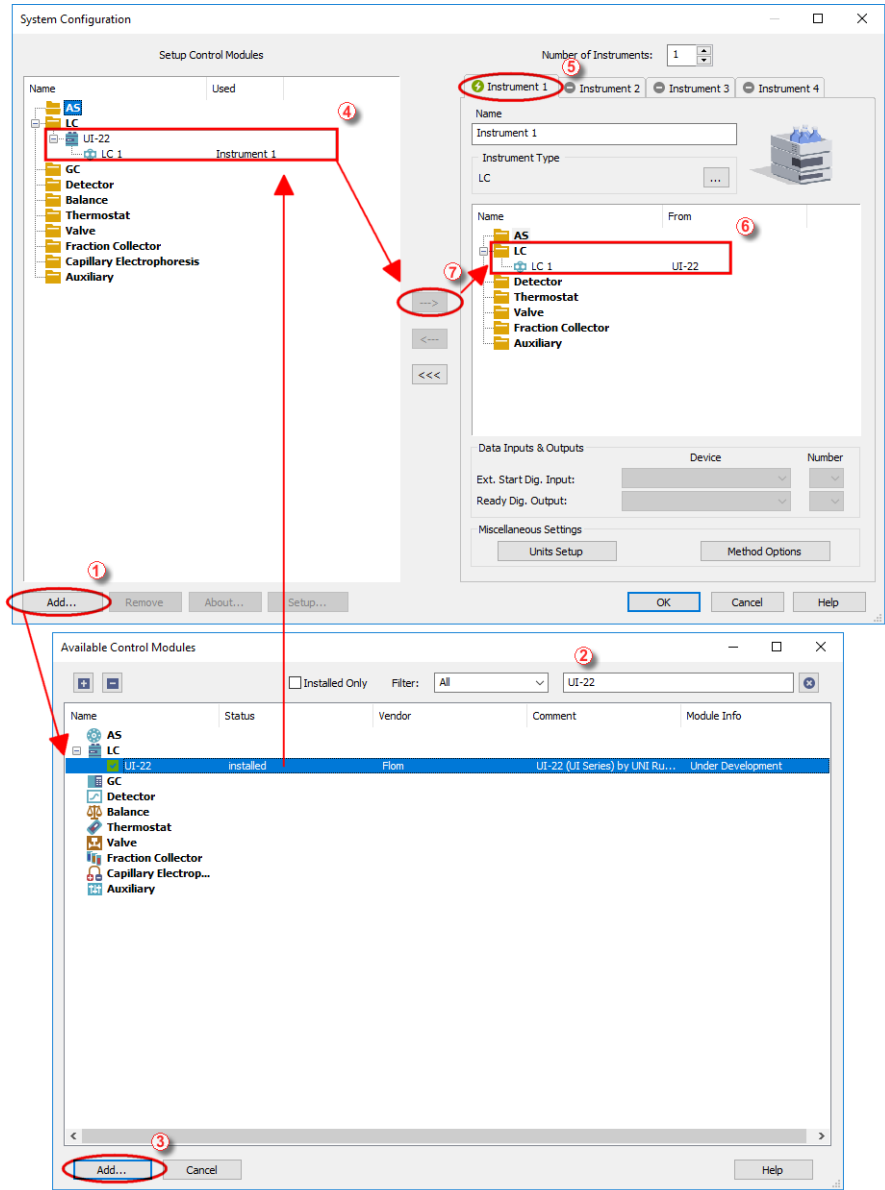 System Configuration
Setup Control Modules
Number of Instruments: 1
⑤
Name Used
Instrument 1 Instrument 2 Instrument 3 Instrument 4
④
AS
LC
UI-22
LC 1 Instrument 1
GC
Detector
Balance
Thermostat
Valve
Fraction Collector
Capillary Electrophoresis
Auxiliary
Name
Instrument 1
Instrument Type
LC ...
Name From
⑥
AS
LC
LC 1 UI-22
Detector
Thermostat
Valve
Fraction Collector
Auxiliary
⑦
--->
<---
<<<
Data Inputs & Outputs
Device Number
Ext. Start Dig. Input:
Ready Dig. Output:
Miscellaneous Settings
Units Setup Method Options
①
Add... Remove About... Setup...
OK Cancel Help
Available Control Modules
②
Installed Only Filter: All UI-22
Name Status Vendor Comment Module Info
AS
LC
UI-22 installed Flom UI-22 (UI Series) by UNI Ru... Under Development
GC
Detector
Balance
Thermostat
Valve
Fraction Collector
Capillary Electrop...
Auxiliary
③
Add... Cancel Help